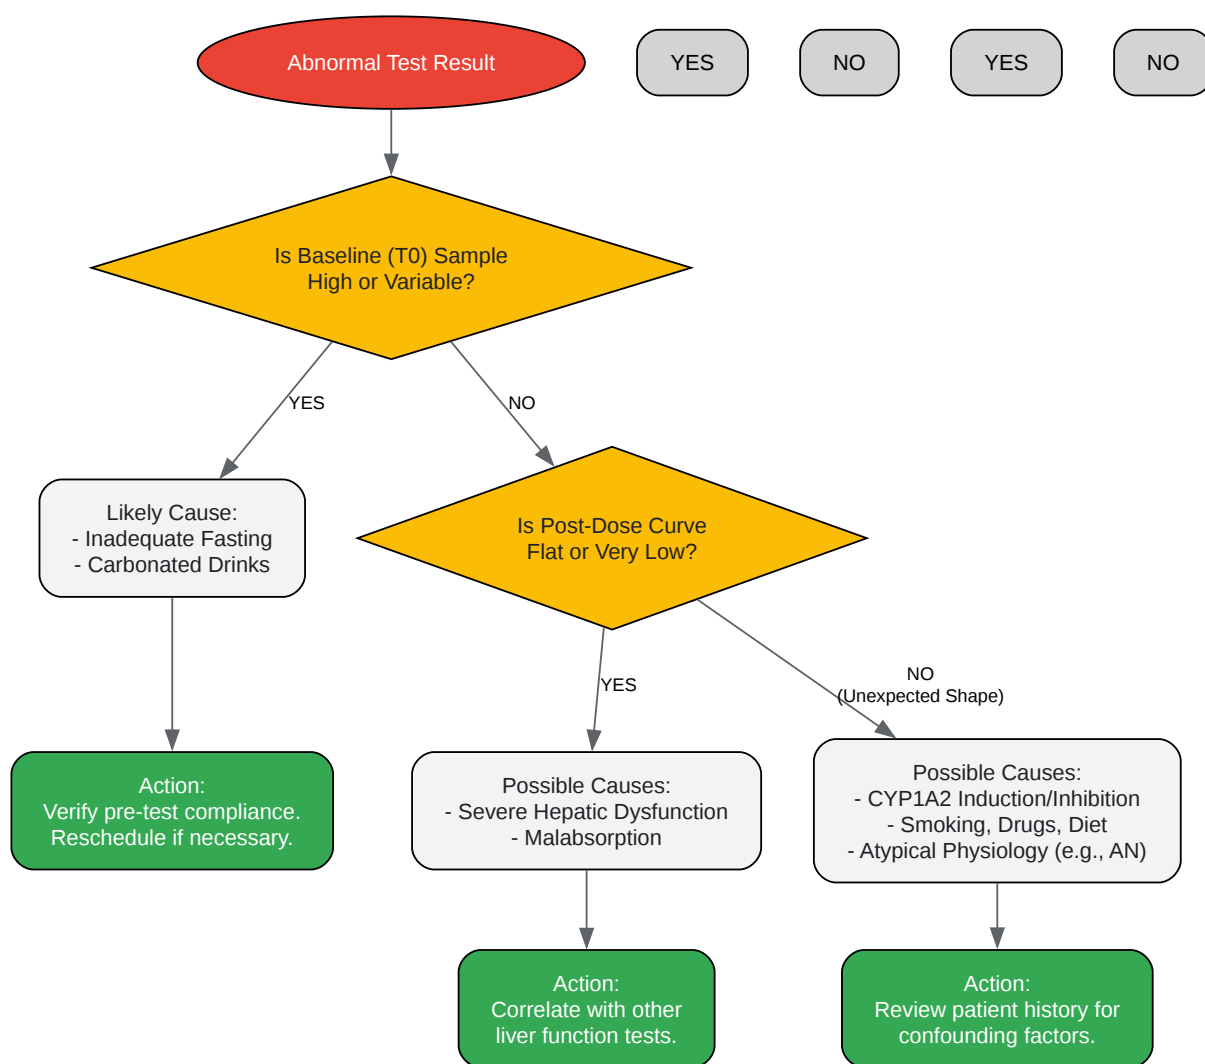 Abnormal Test Result
YES
NO
YES
NO
Is Baseline (T0) Sample
High or Variable?
YES
NO
Likely Cause:
- Inadequate Fasting
- Carbonated Drinks
Is Post-Dose Curve
Flat or Very Low?
YES
NO
(Unexpected Shape)
Action:
Verify pre-test compliance.
Reschedule if necessary.
Possible Causes:
- Severe Hepatic Dysfunction
- Malabsorption
Possible Causes:
- CYP1A2 Induction/Inhibition
- Smoking, Drugs, Diet
- Atypical Physiology (e.g., AN)
Action:
Correlate with other
liver function tests.
Action:
Review patient history for
confounding factors.